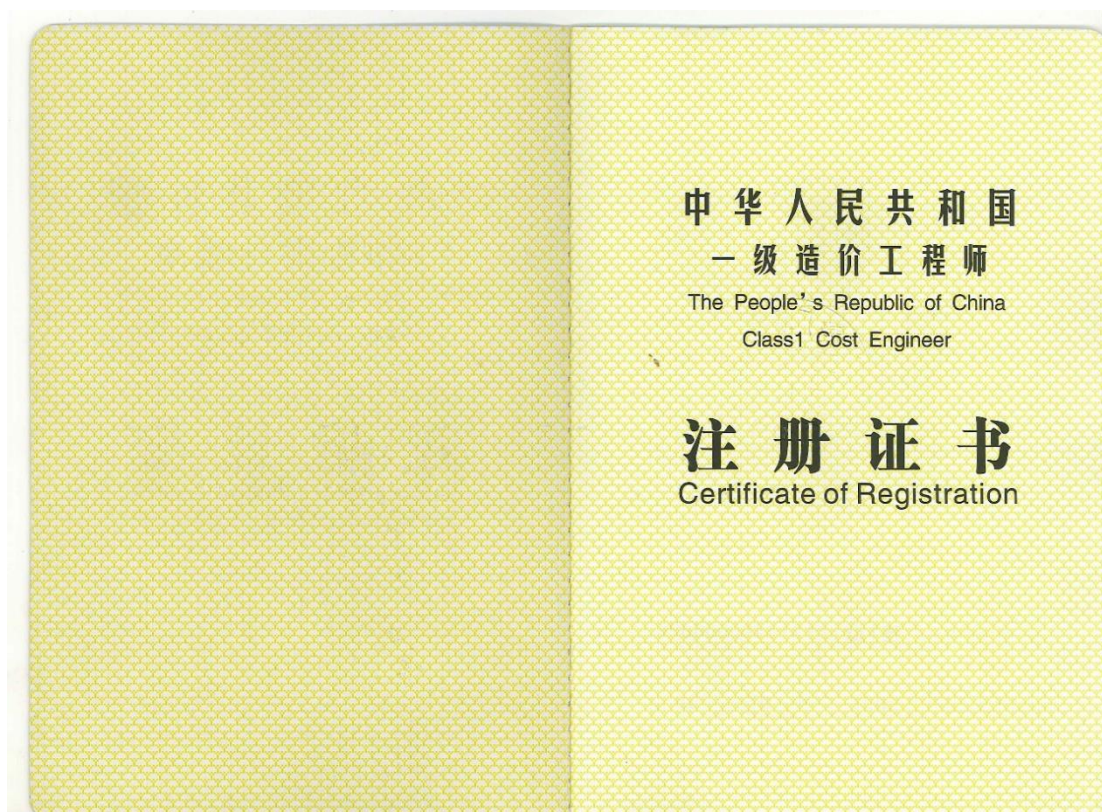 中华人民共和国
一级造价工程师
The People's Republic of China
Class1 Cost Engineer
注册证书
Certificate of Registration